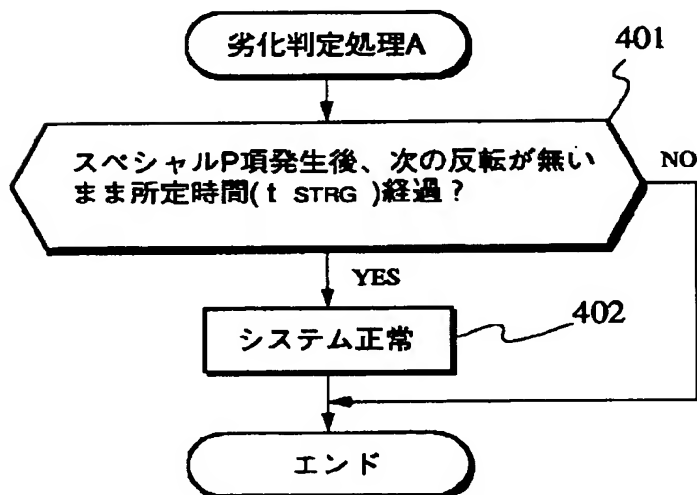 劣化判定処理A
401
スペシャルP項発生後、次の反転が無い
まま所定時間( t STRG )経過？
NO
YES
システム正常
402
エンド